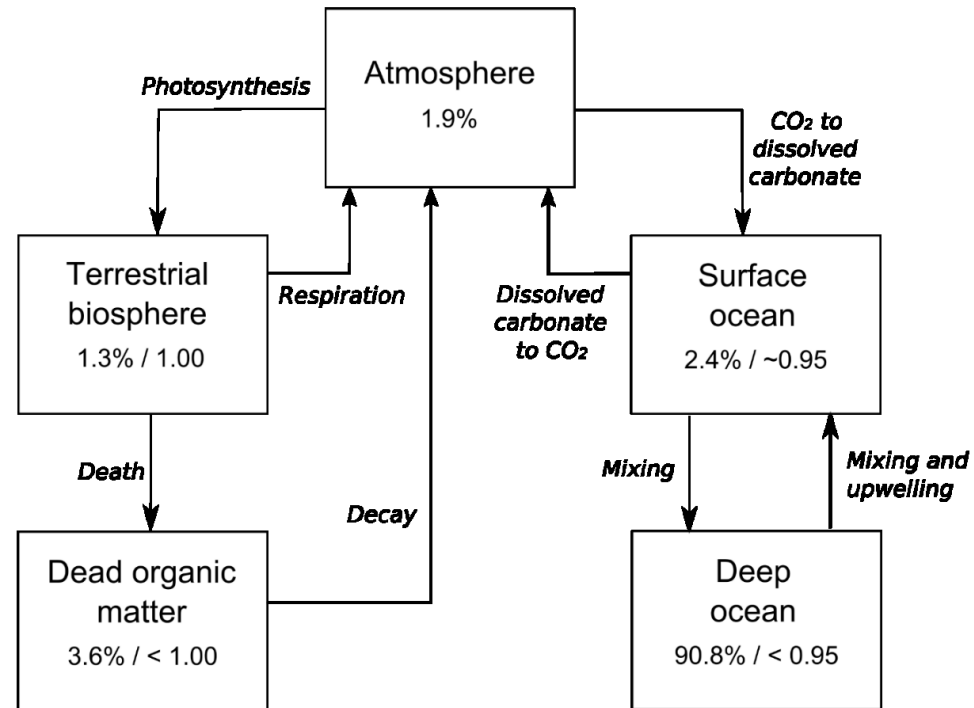 Atmosphere
1.9%
Photosynthesis
CO₂ to
dissolved
carbonate
Terrestrial
biosphere
1.3% / 1.00
Respiration
Dissolved
carbonate
to CO₂
Surface
ocean
2.4% / ~0.95
Death
Decay
Mixing
Mixing and
upwelling
Dead organic
matter
3.6% / < 1.00
Deep
ocean
90.8% / < 0.95